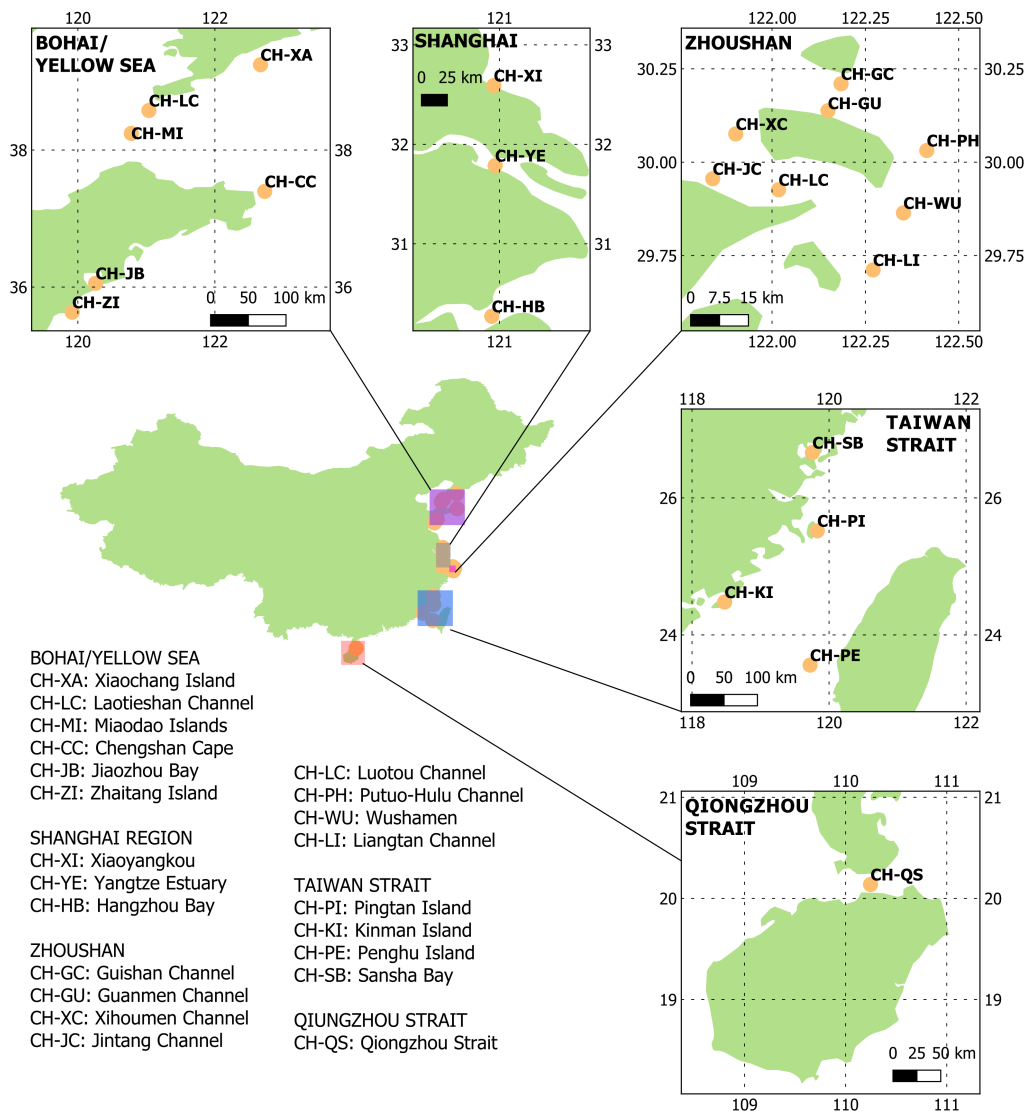 120
122
BOHAI/
YELLOW SEA
CH-XA
CH-LC
CH-MI
38
38
CH-CC
CH-JB
36
36
CH-ZI
0 50 100 km
120
122
121
33
33
SHANGHAI
0 25 km
CH-XI
32
32
CH-YE
31
31
CH-HB
121
122.00
122.25
122.50
ZHOUSHAN
30.25
30.25
CH-GC
CH-GU
CH-XC
CH-PH
30.00
30.00
CH-JC
CH-LC
CH-WU
29.75
29.75
CH-LI
0 7.5 15 km
122.00
122.25
122.50
118
120
122
TAIWAN
STRAIT
CH-SB
26
26
CH-PI
CH-KI
24
24
CH-PE
0 50 100 km
118
120
122
109
110
111
21
21
QIONGZHOU
STRAIT
CH-QS
20
20
19
19
0 25 50 km
109
110
111
BOHAI/YELLOW SEA
CH-XA: Xiaochang Island
CH-LC: Laotieshan Channel
CH-MI: Miaodao Islands
CH-CC: Chengshan Cape
CH-JB: Jiaozhou Bay
CH-ZI: Zhaitang Island
SHANGHAI REGION
CH-XI: Xiaoyangkou
CH-YE: Yangtze Estuary
CH-HB: Hangzhou Bay
ZHOUSHAN
CH-GC: Guishan Channel
CH-GU: Guanmen Channel
CH-XC: Xihoumen Channel
CH-JC: Jintang Channel
CH-LC: Luotou Channel
CH-PH: Putuo-Hulu Channel
CH-WU: Wushamen
CH-LI: Liangtan Channel
TAIWAN STRAIT
CH-PI: Pingtan Island
CH-KI: Kinman Island
CH-PE: Penghu Island
CH-SB: Sansha Bay
QIUNGZHOU STRAIT
CH-QS: Qiongzhou Strait